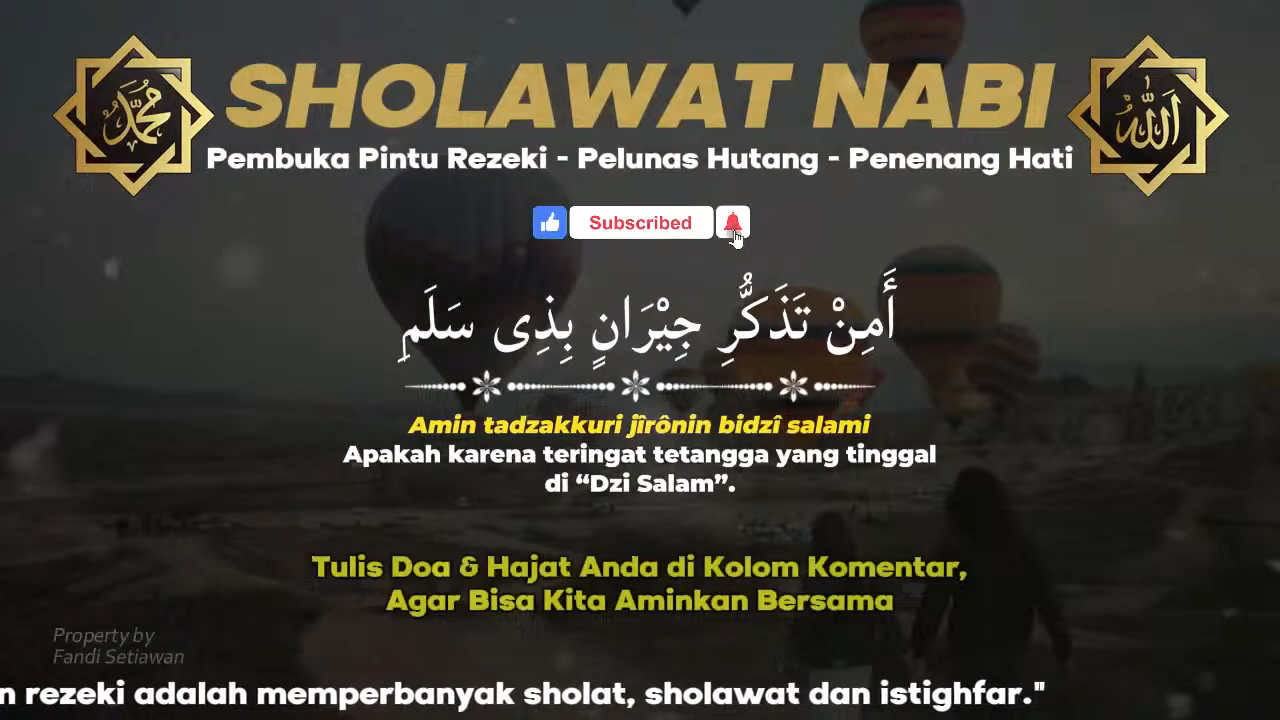 SHOLAWAT NABI
محمد
الله
Pembuka Pintu Rezeki - Pelunas Hutang - Penenang Hati
Subscribed
أَمِنْ تَذَكُّرِ جِيْرَانٍ بِذِى سَلَمِ
Amin tadzakkuri jîrônin bidzî salami
Apakah karena teringat tetangga yang tinggal
di “Dzi Salam”.
Tulis Doa & Hajat Anda di Kolom Komentar,
Agar Bisa Kita Aminkan Bersama
Property by
Fandi Setiawan
n rezeki adalah memperbanyak sholat, sholawat dan istighfar."